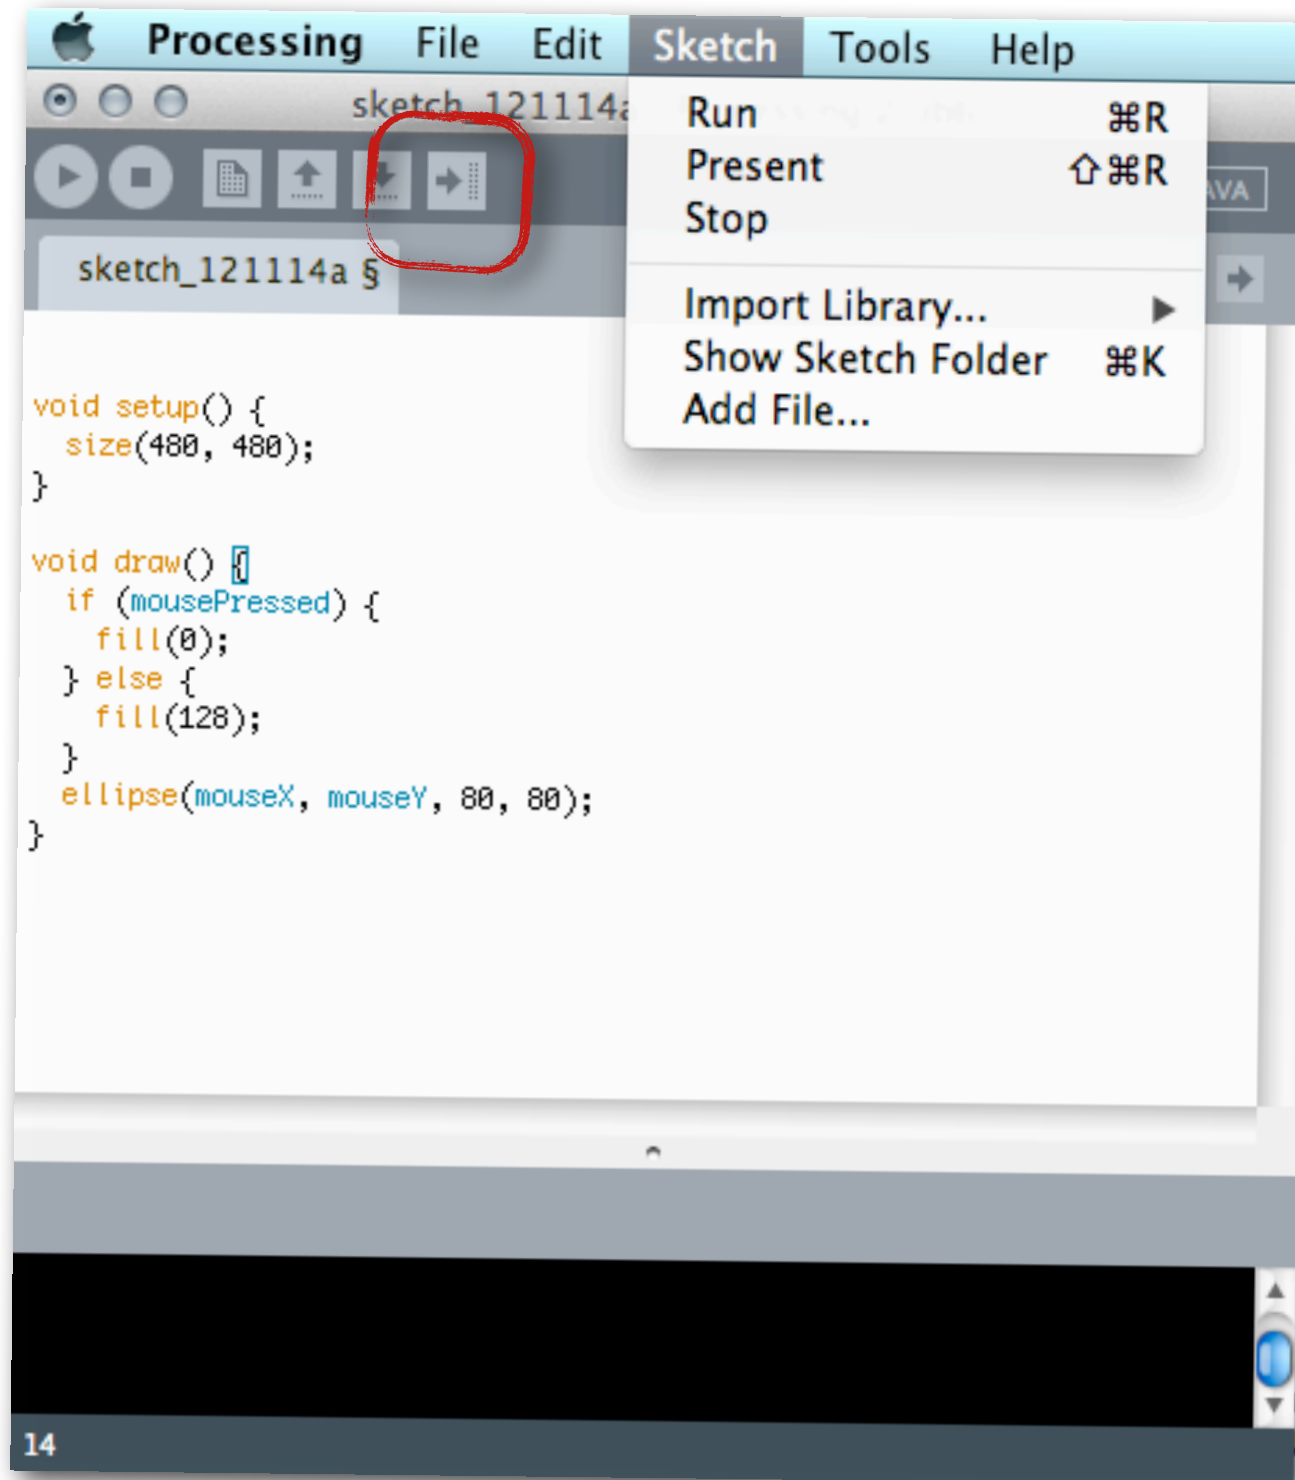 Processing File Edit Sketch Tools Help
sketch_121114a
Run ⌘R
Present ⇧⌘R
Stop
Import Library...
Show Sketch Folder ⌘K
Add File...
sketch_121114a §
void setup() {
  size(480, 480);
}
void draw() {
  if (mousePressed) {
    fill(0);
  } else {
    fill(128);
  }
  ellipse(mouseX, mouseY, 80, 80);
}
14